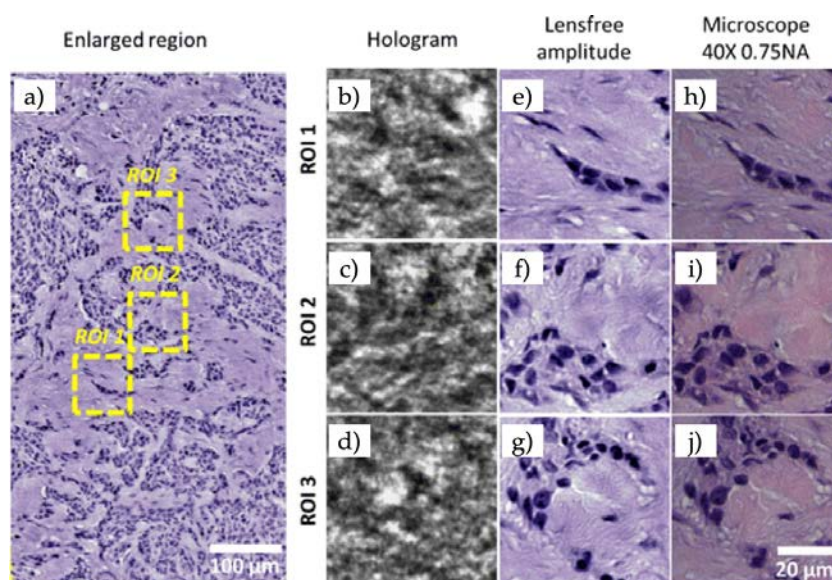 Enlarged region
Hologram
Lensfree
amplitude
Microscope
40X 0.75NA
a)
ROI 3
ROI 2
ROI 1
100 µm
ROI 1
b)
e)
h)
ROI 2
c)
f)
i)
ROI 3
d)
g)
j)
20 µm